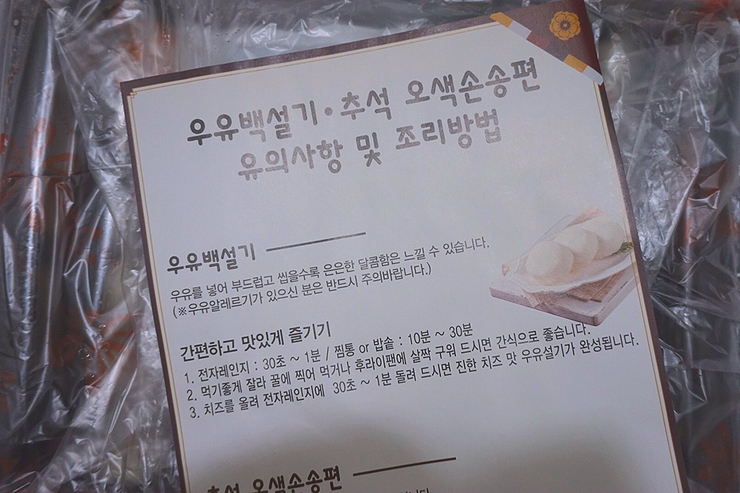 우유백설기•추석 오색손송편
유의사항 및 조리방법
우유백설기
우유를 넣어 부드럽고 씹을수록 은은한 달콤함은 느낄 수 있습니다.
(※우유알레르기가 있으신 분은 반드시 주의바랍니다.)
간편하고 맛있게 즐기기
1. 전자레인지 : 30초 ~ 1분 / 찜통 or 밥솥 : 10분 ~ 30분
2. 먹기좋게 잘라 꿀에 찍어 먹거나 후라이팬에 살짝 구워 드시면 간식으로 좋습니다.
3. 치즈를 올려 전자레인지에 30초 ~ 1분 돌려 드시면 진한 치즈 맛 우유설기가 완성됩니다.
추석 오색손송편